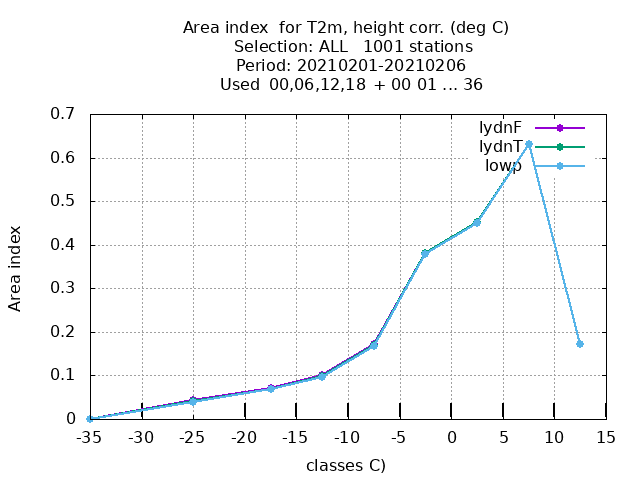 Area index  for T2m, height corr. (deg C)
Selection: ALL   1001 stations
Period: 20210201-20210206
Used  00,06,12,18  + 00 01 ... 36
0.7
0.6
0.5
0.4
0.3
0.2
0.1
0
Area index
lydnF
lydnT
lowp
-35 -30 -25 -20 -15 -10 -5 0 5 10 15
classes C)